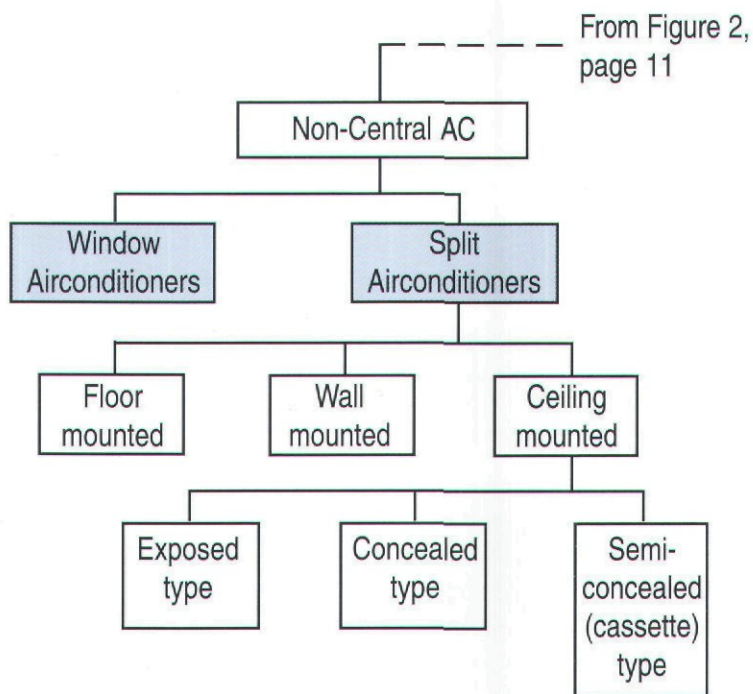 From Figure 2,
page 11
Non-Central AC
Window
Airconditioners
Split
Airconditioners
Floor
mounted
Wall
mounted
Ceiling
mounted
Exposed
type
Concealed
type
Semi-
concealed
(cassette)
type